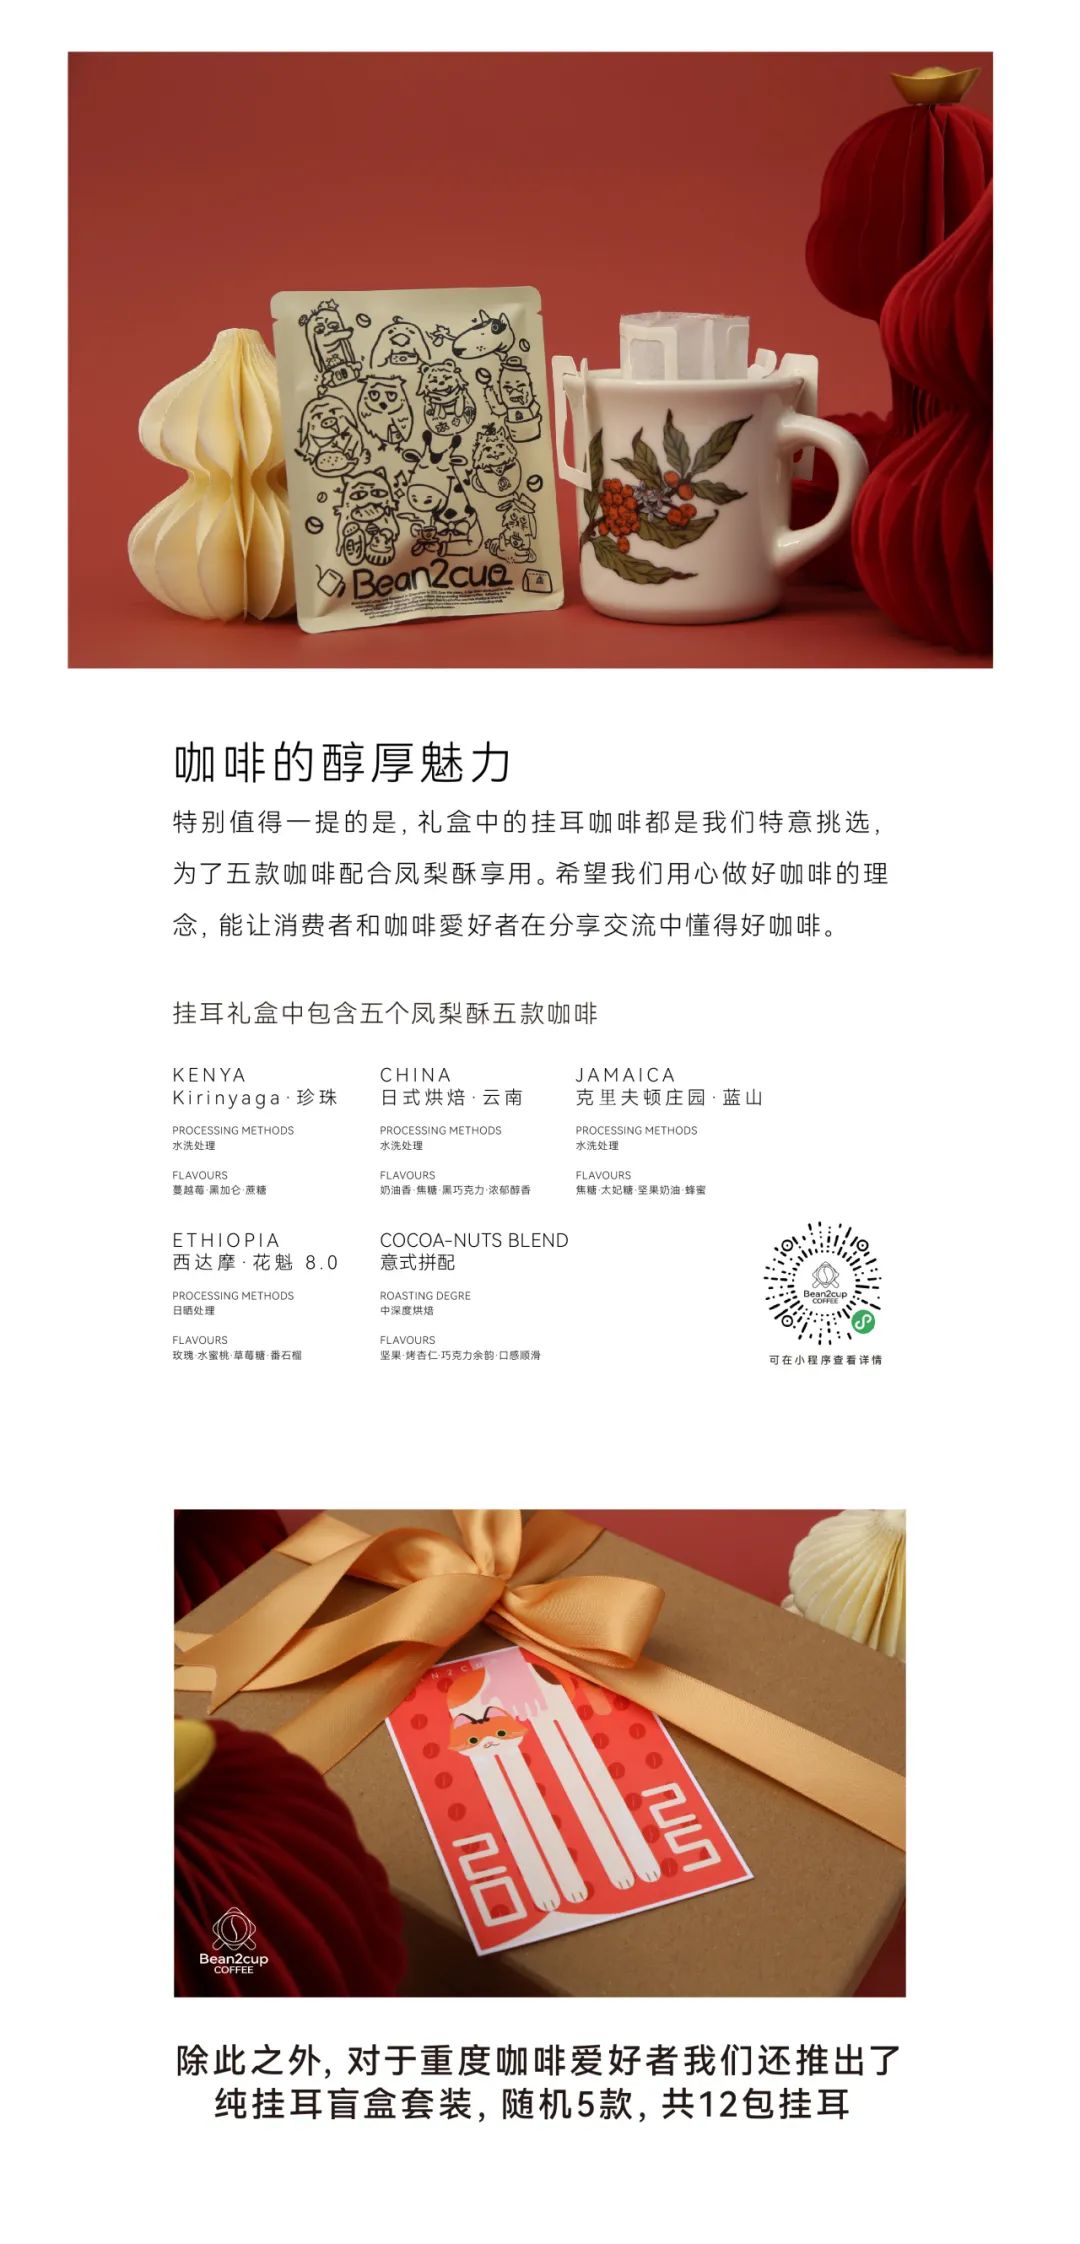 Bean2cup
咖啡的醇厚魅力
特别值得一提的是, 礼盒中的挂耳咖啡都是我们特意挑选,
为了五款咖啡配合凤梨酥享用。希望我们用心做好咖啡的理
念, 能让消费者和咖啡愛好者在分享交流中懂得好咖啡。
挂耳礼盒中包含五个凤梨酥五款咖啡
KENYA
Kirinyaga·珍珠
PROCESSING METHODS
水洗处理
FLAVOURS
蔓越莓·黑加仑·蔗糖
CHINA
日式烘焙·云南
PROCESSING METHODS
水洗处理
FLAVOURS
奶油香·焦糖·黑巧克力·浓郁醇香
JAMAICA
克里夫顿庄园·蓝山
PROCESSING METHODS
水洗处理
FLAVOURS
焦糖·太妃糖·坚果奶油·蜂蜜
ETHIOPIA
西达摩·花魁 8.0
PROCESSING METHODS
日晒处理
FLAVOURS
玫瑰·水蜜桃·草莓糖·番石榴
COCOA-NUTS BLEND
意式拼配
ROASTING DEGRE
中深度烘焙
FLAVOURS
坚果·烤杏仁·巧克力余韵·口感顺滑
Bean2cup
COFFEE
可在小程序查看详情
20
25
Bean2cup
COFFEE
除此之外, 对于重度咖啡爱好者我们还推出了
纯挂耳盲盒套装, 随机5款, 共12包挂耳